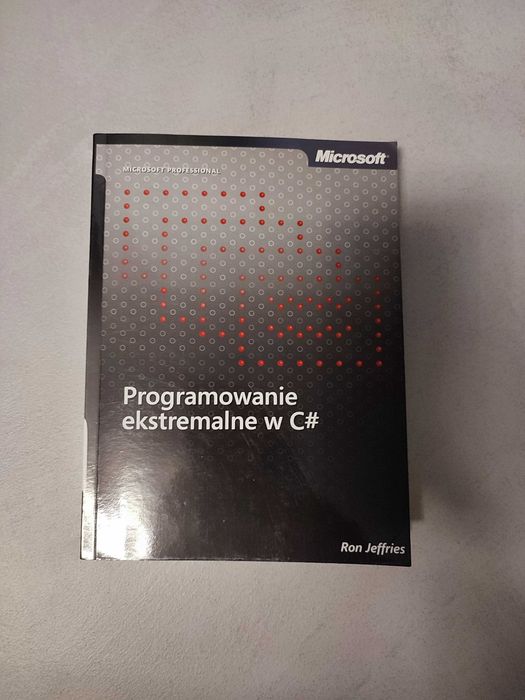 Microsoft
MICROSOFT PROFESSIONAL
Programowanie
ekstremalne w C#
Ron Jeffries